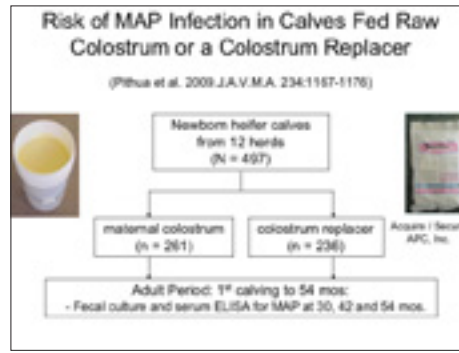 Risk of MAP Infection in Calves Fed Raw
Colostrum or a Colostrum Replacer
(Pithua et al. 2009.J.A.V.M.A. 234:1167-1176)
Newborn heifer calves
from 12 herds
(N = 497)
maternal colostrum
(n = 261)
colostrum replacer
(n = 236)
Acquire / Secure
APC, Inc.
Adult Period: 1st calving to 54 mos:
- Fecal culture and serum ELISA for MAP at 30, 42 and 54 mos.